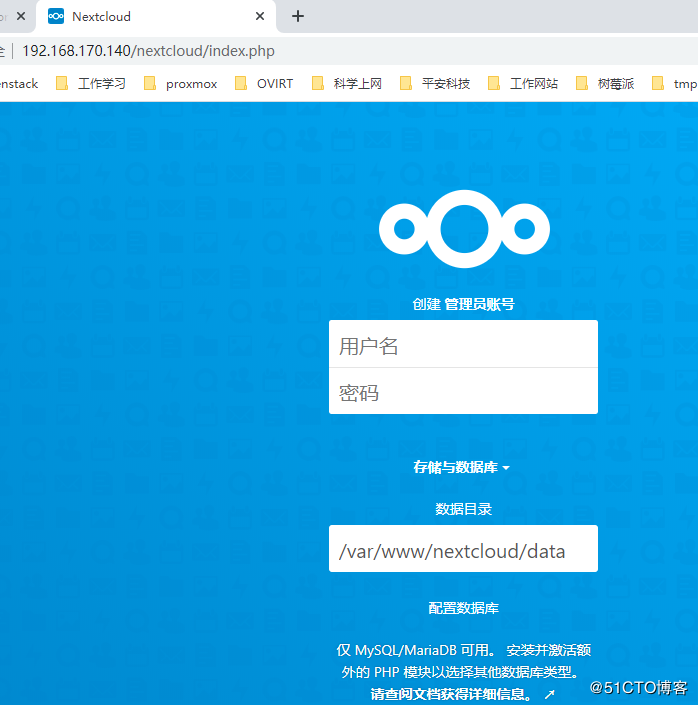 Nextcloud
192.168.170.140/nextcloud/index.php
enstack 工作学习 proxmox OVIRT 科学上网 平安科技 工作网站 树莓派 tmp
创建 管理员账号
用户名
密码
存储与数据库
数据目录
/var/www/nextcloud/data
配置数据库
仅 MySQL/MariaDB 可用。 安装并激活额
外的 PHP 模块以选择其他数据库类型。
请查阅文档获得详细信息。 ↗
@51CTO博客